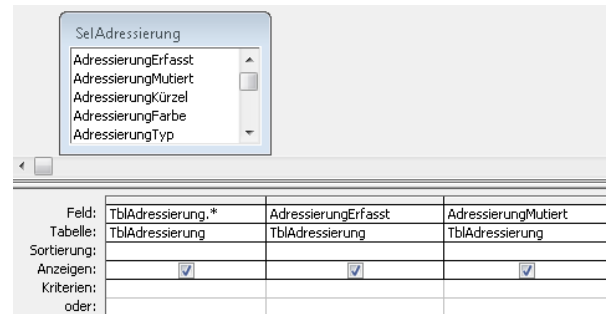 SelAdressierung
AdressierungErfasst
AdressierungMutiert
AdressierungKürzel
AdressierungFarbe
AdressierungTyp
Feld: TblAdressierung.* AdressierungErfasst AdressierungMutiert
Tabelle: TblAdressierung TblAdressierung TblAdressierung
Sortierung:
Anzeigen:
Kriterien:
oder: